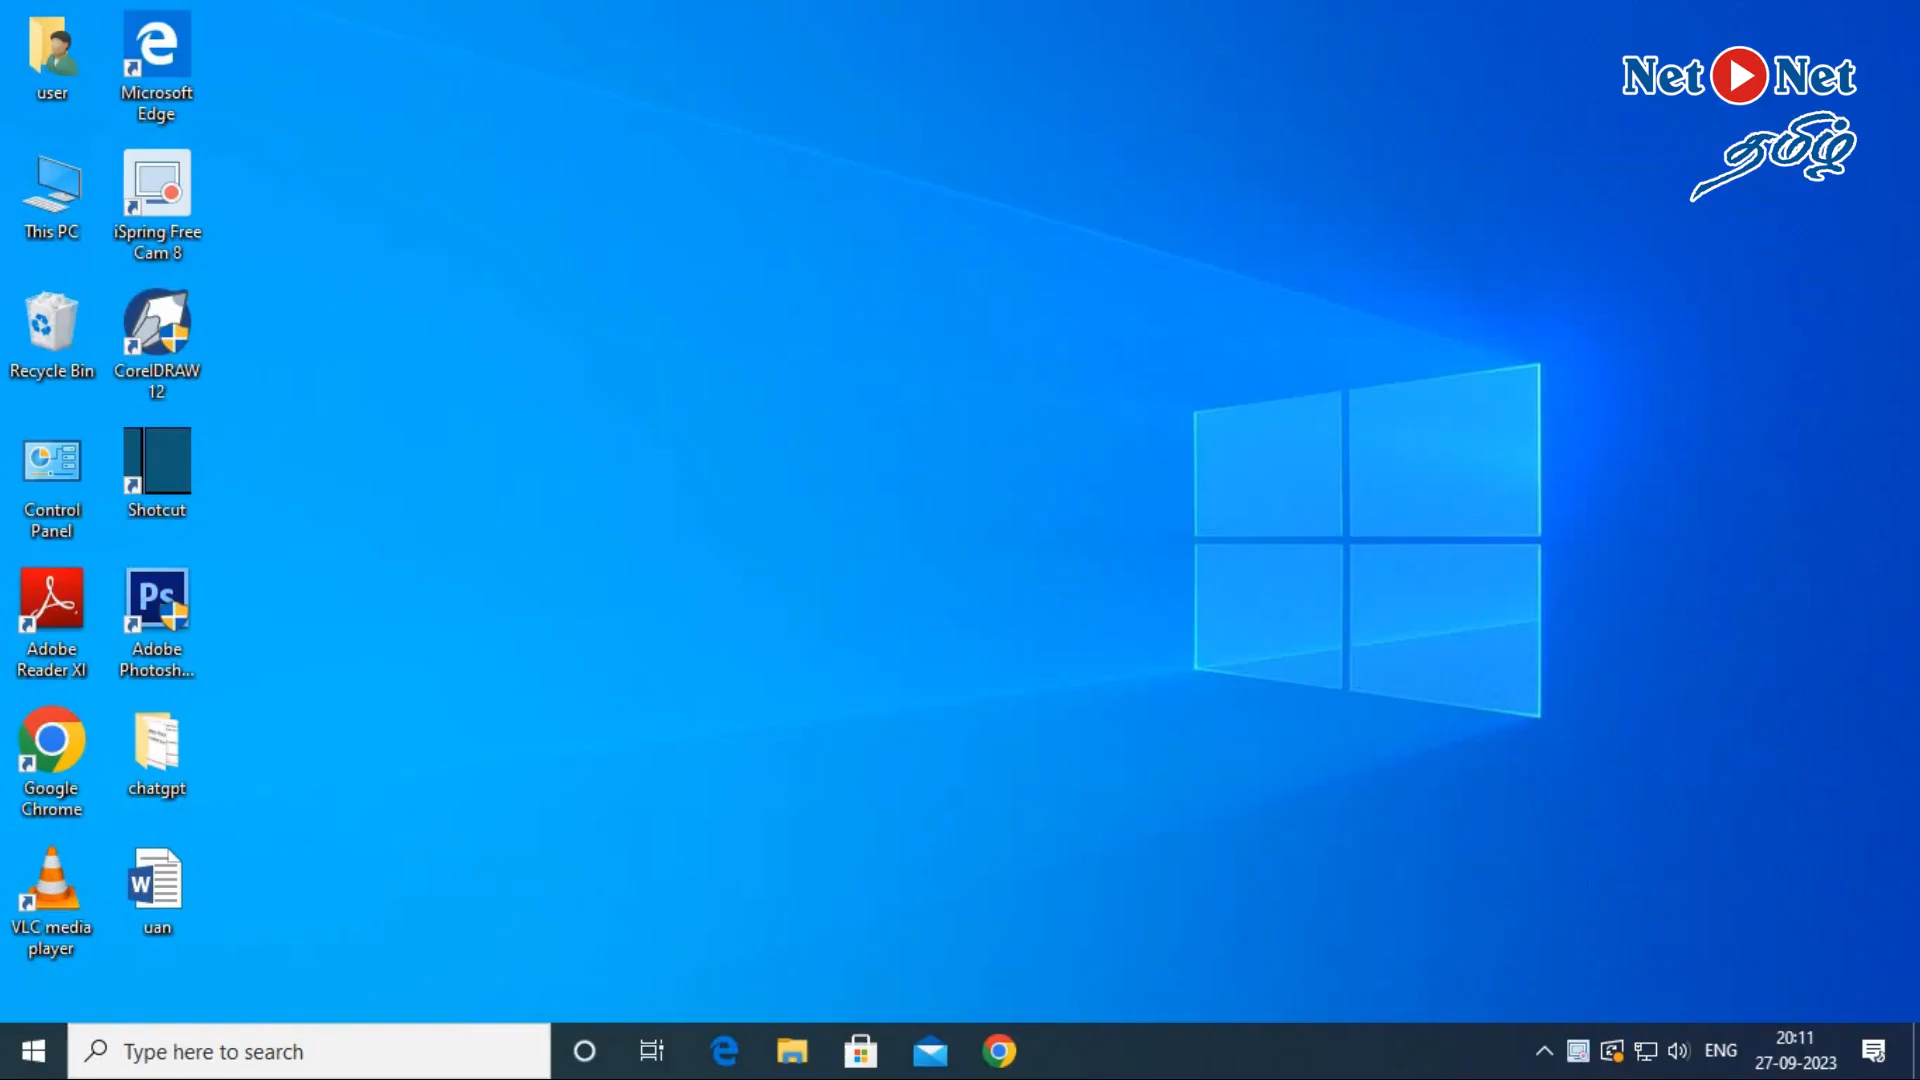 user
Microsoft
Edge
This PC
iSpring Free
Cam 8
Recycle Bin
CorelDRAW
12
Control
Panel
Shotcut
Adobe
Reader XI
Ps
Adobe
Photosh...
Google
Chrome
chatgpt
VLC media
player
W
uan
Net Net
தமிழ்
Type here to search
ENG
20:11
27-09-2023